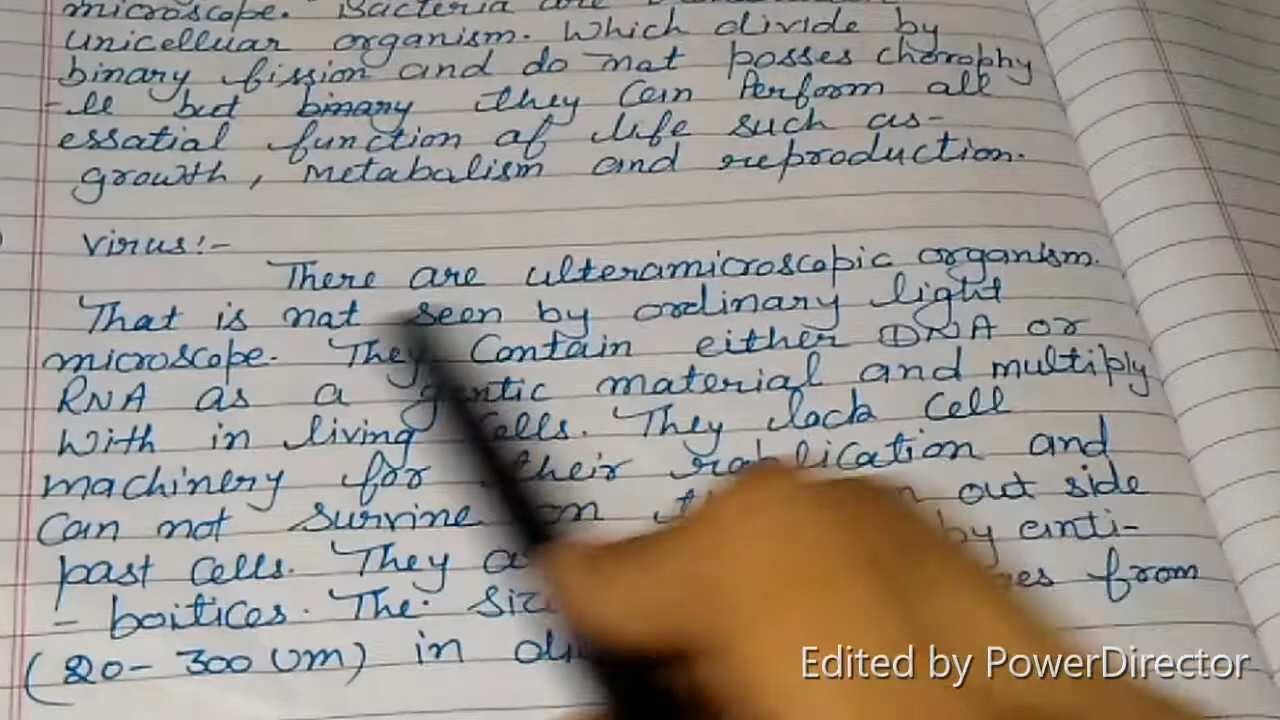 microscope. Bacteria are
unicelluar organism. Which divide by
binary fission and do not posses chorophy
-ll but binary they Can Perform all
essatial function of life such as-
growth, Metabalism and reproduction.
Virus:-
There are ulteramicroscopic organism.
That is not seen by ordinary light
microscope. They Contain either DNA or
RNA as a gentic material and multiply
With in living Cells. They lack Cell
machinery for their and
Can not Survine on out side
past Cells. They by anti-
- boitices. The from
(20- 300 Um) in
Edited by PowerDirector